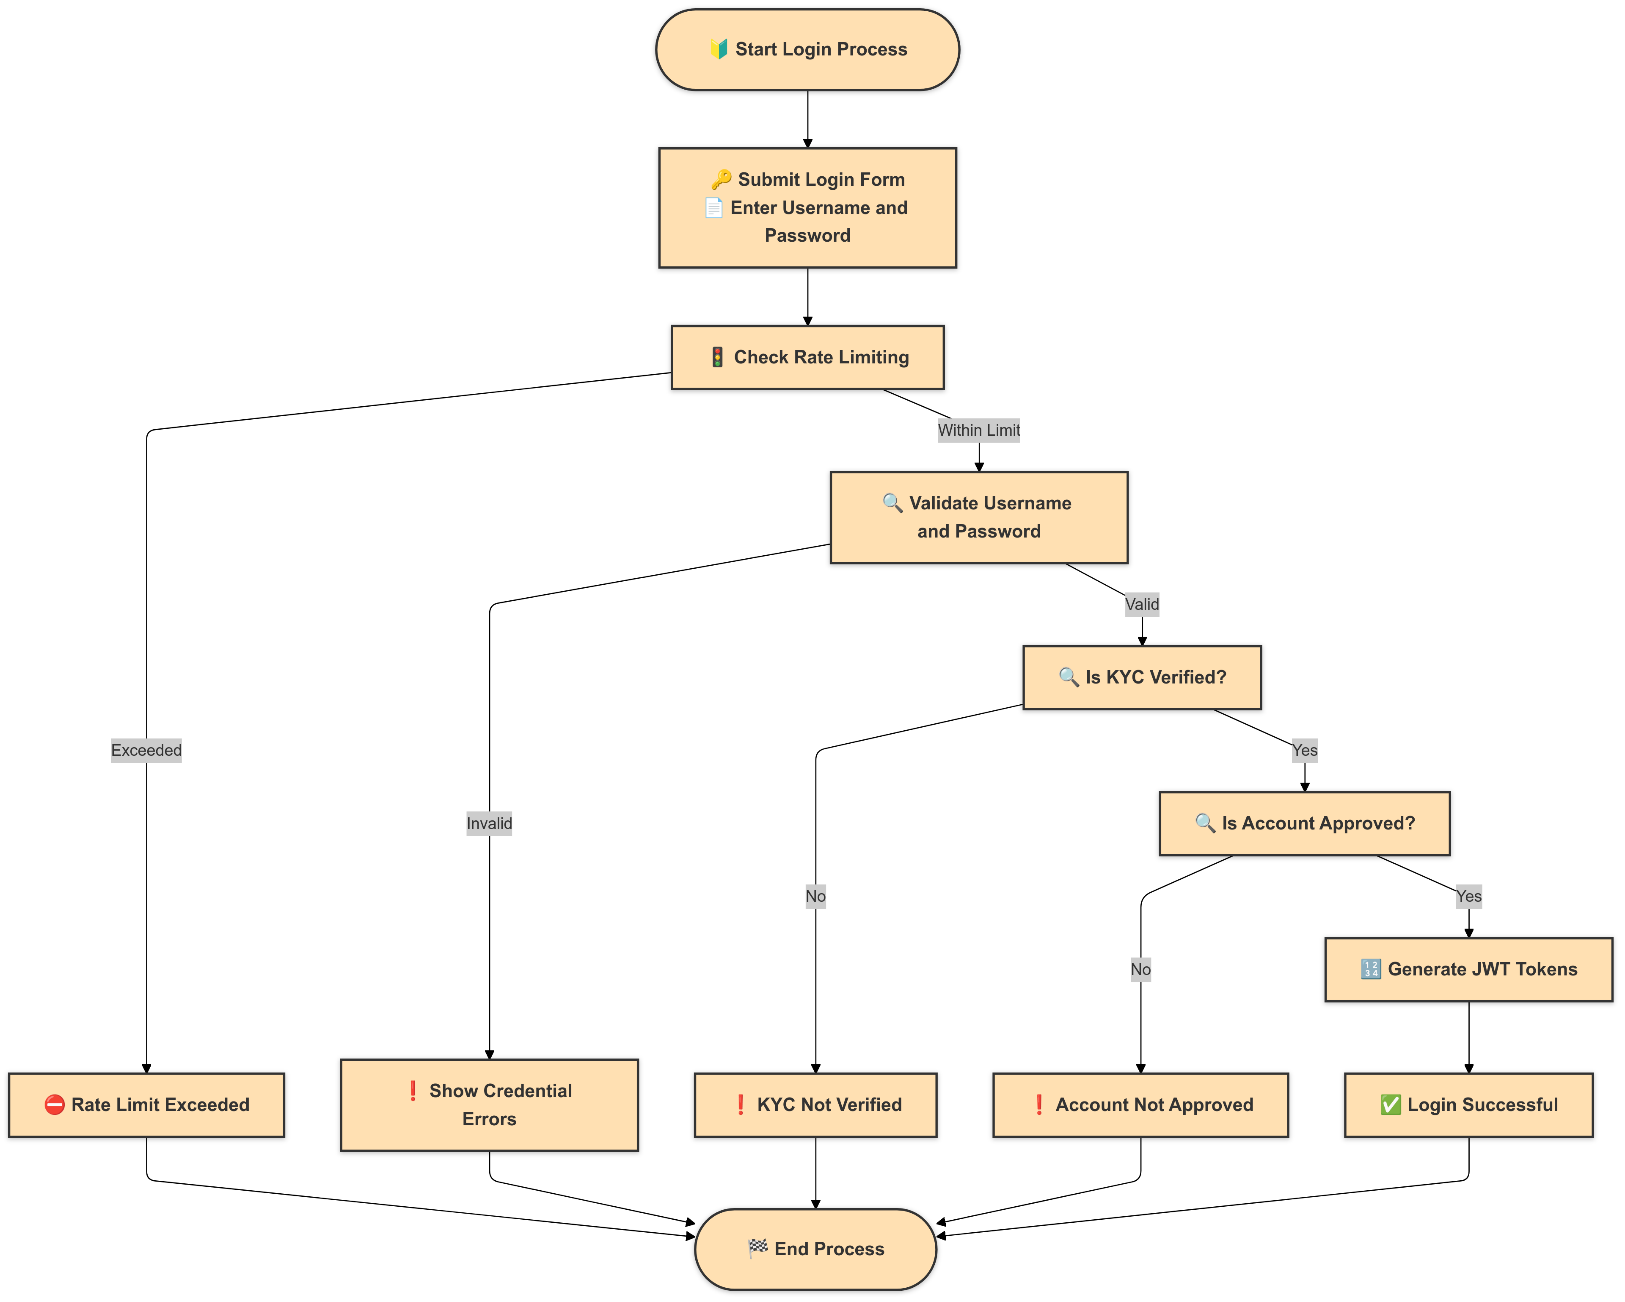 🔰 Start Login Process
🔑 Submit Login Form
📄 Enter Username and
Password
🚦 Check Rate Limiting
Within Limit
🔍 Validate Username
and Password
Valid
🔍 Is KYC Verified?
Exceeded
Yes
Invalid
🔍 Is Account Approved?
No
Yes
No
🔢 Generate JWT Tokens
⛔ Rate Limit Exceeded
❗ Show Credential
Errors
❗ KYC Not Verified
❗ Account Not Approved
✅ Login Successful
🏁 End Process